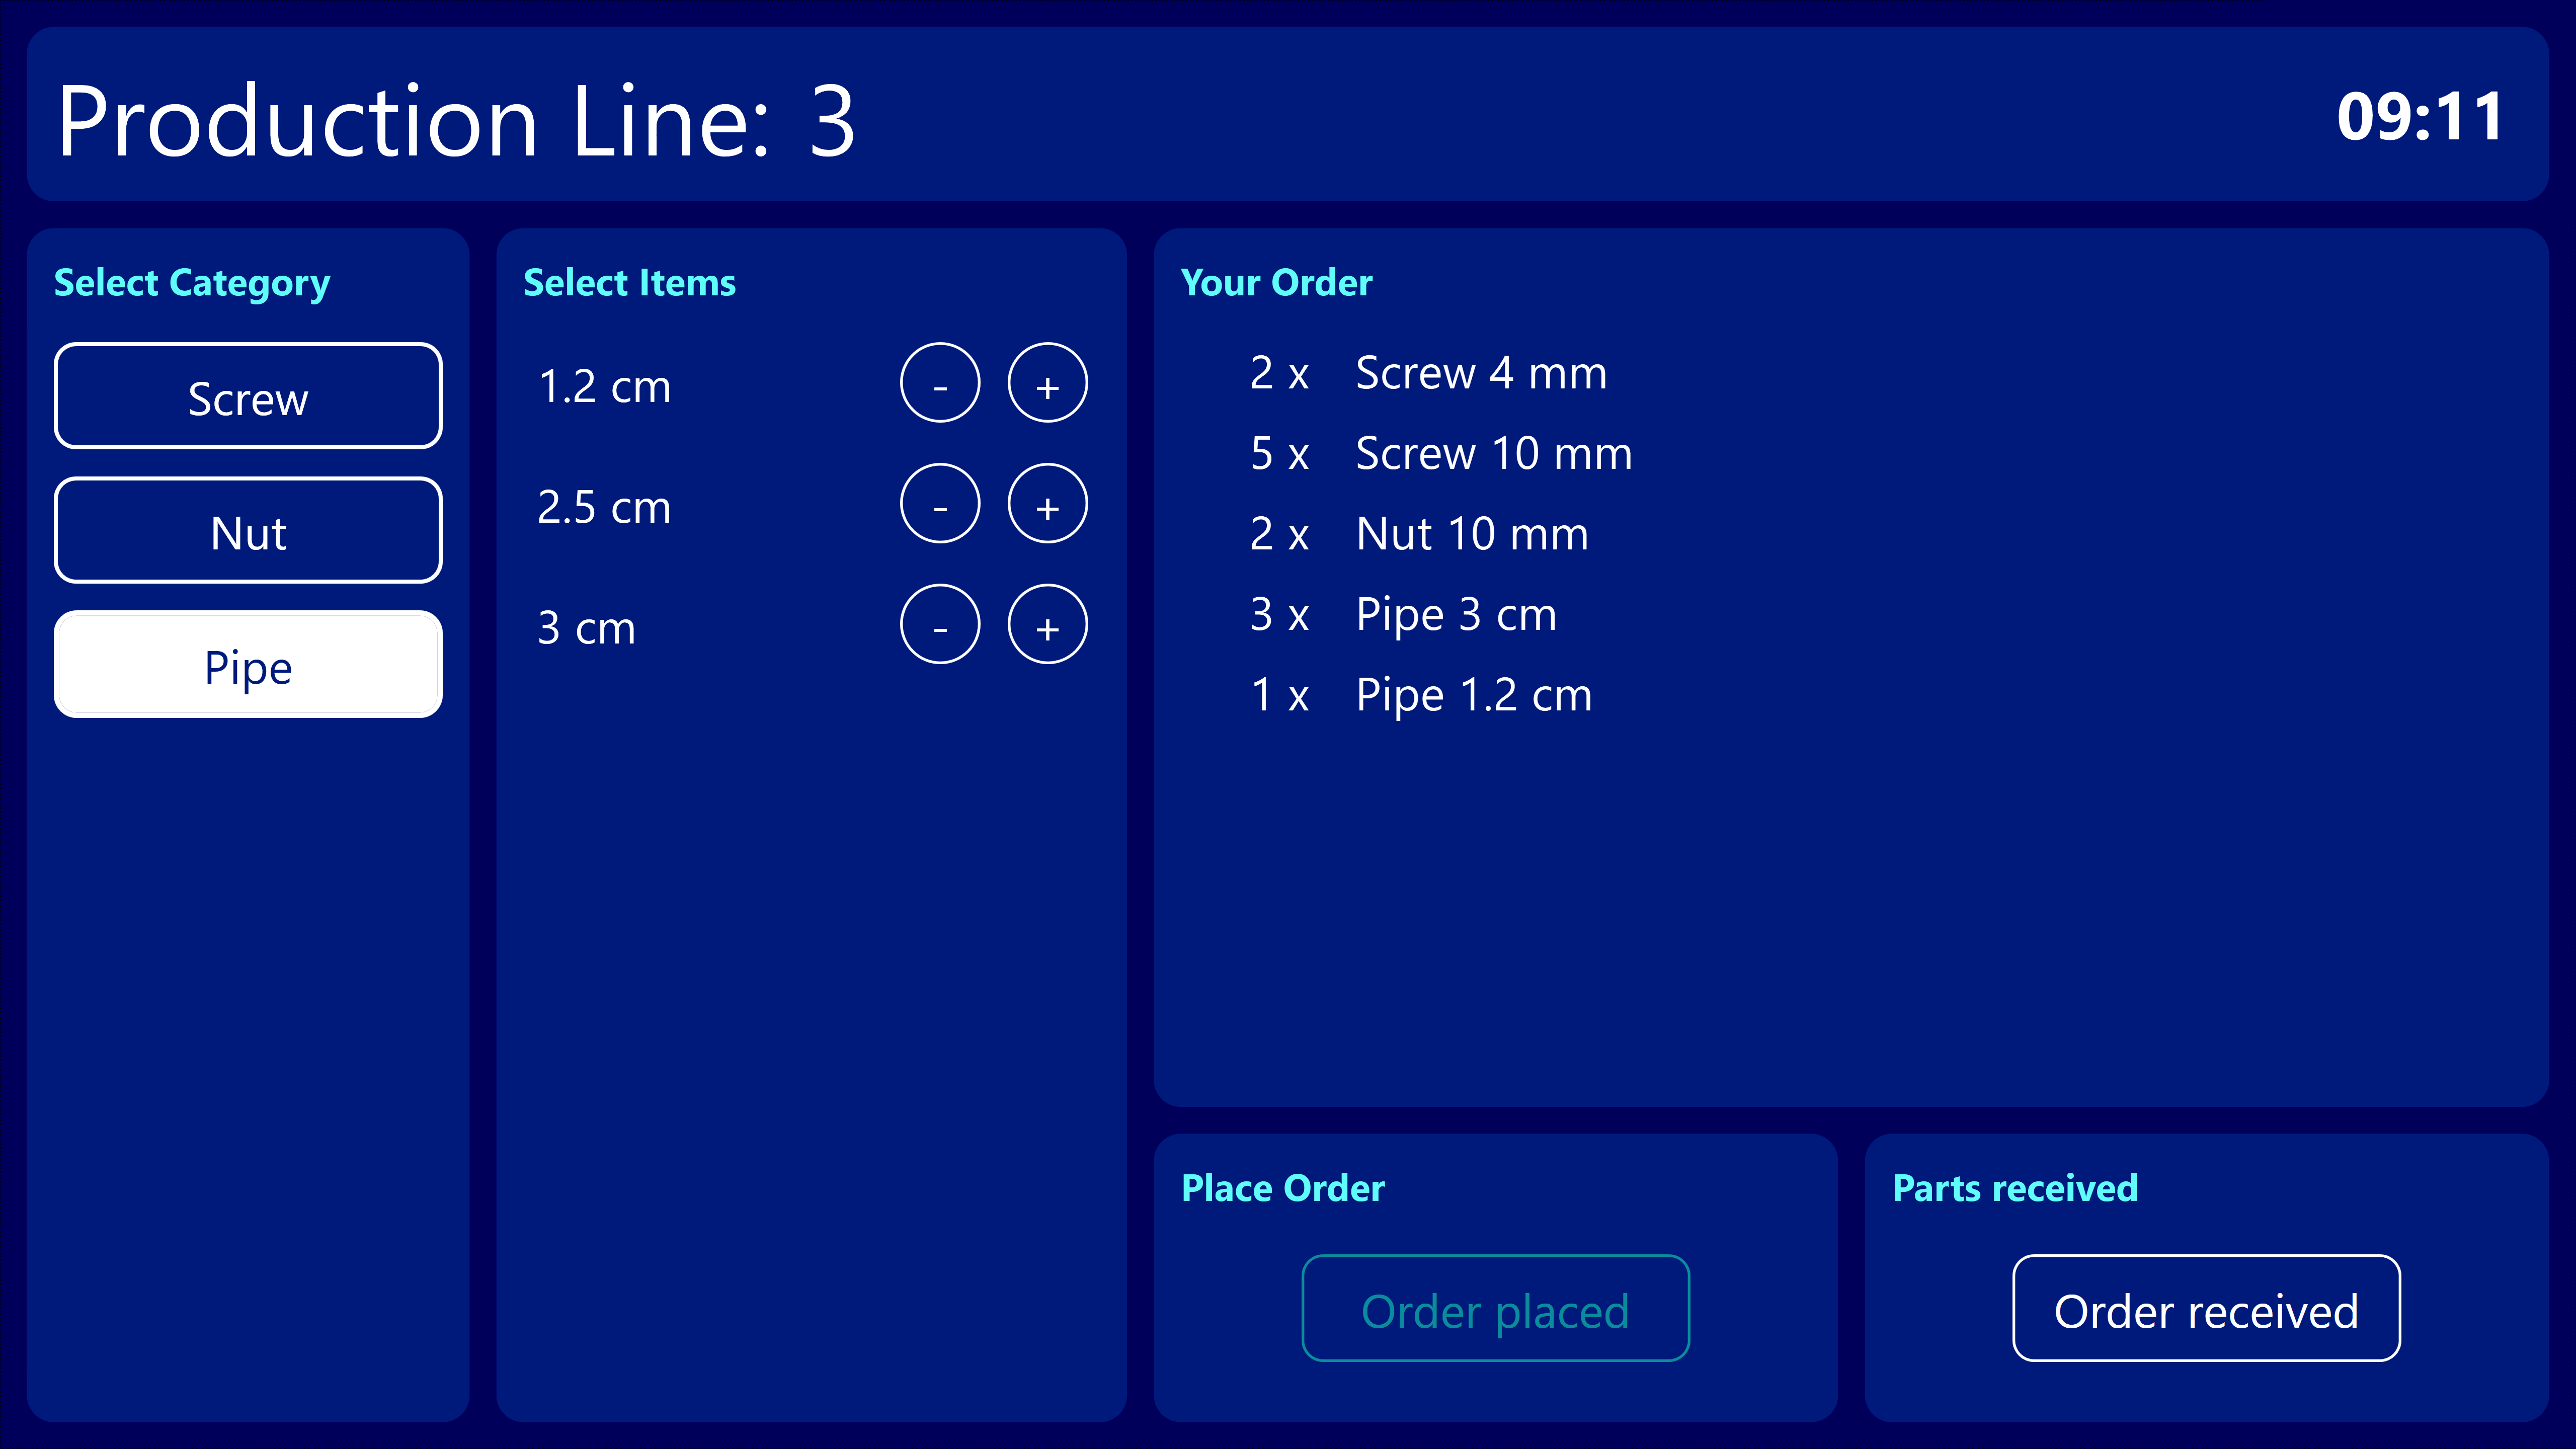 Production Line: 3
09:11
Select Category
Screw
Nut
Pipe
Select Items
1.2 cm - +
2.5 cm - +
3 cm - +
Your Order
2 x Screw 4 mm
5 x Screw 10 mm
2 x Nut 10 mm
3 x Pipe 3 cm
1 x Pipe 1.2 cm
Place Order
Order placed
Parts received
Order received